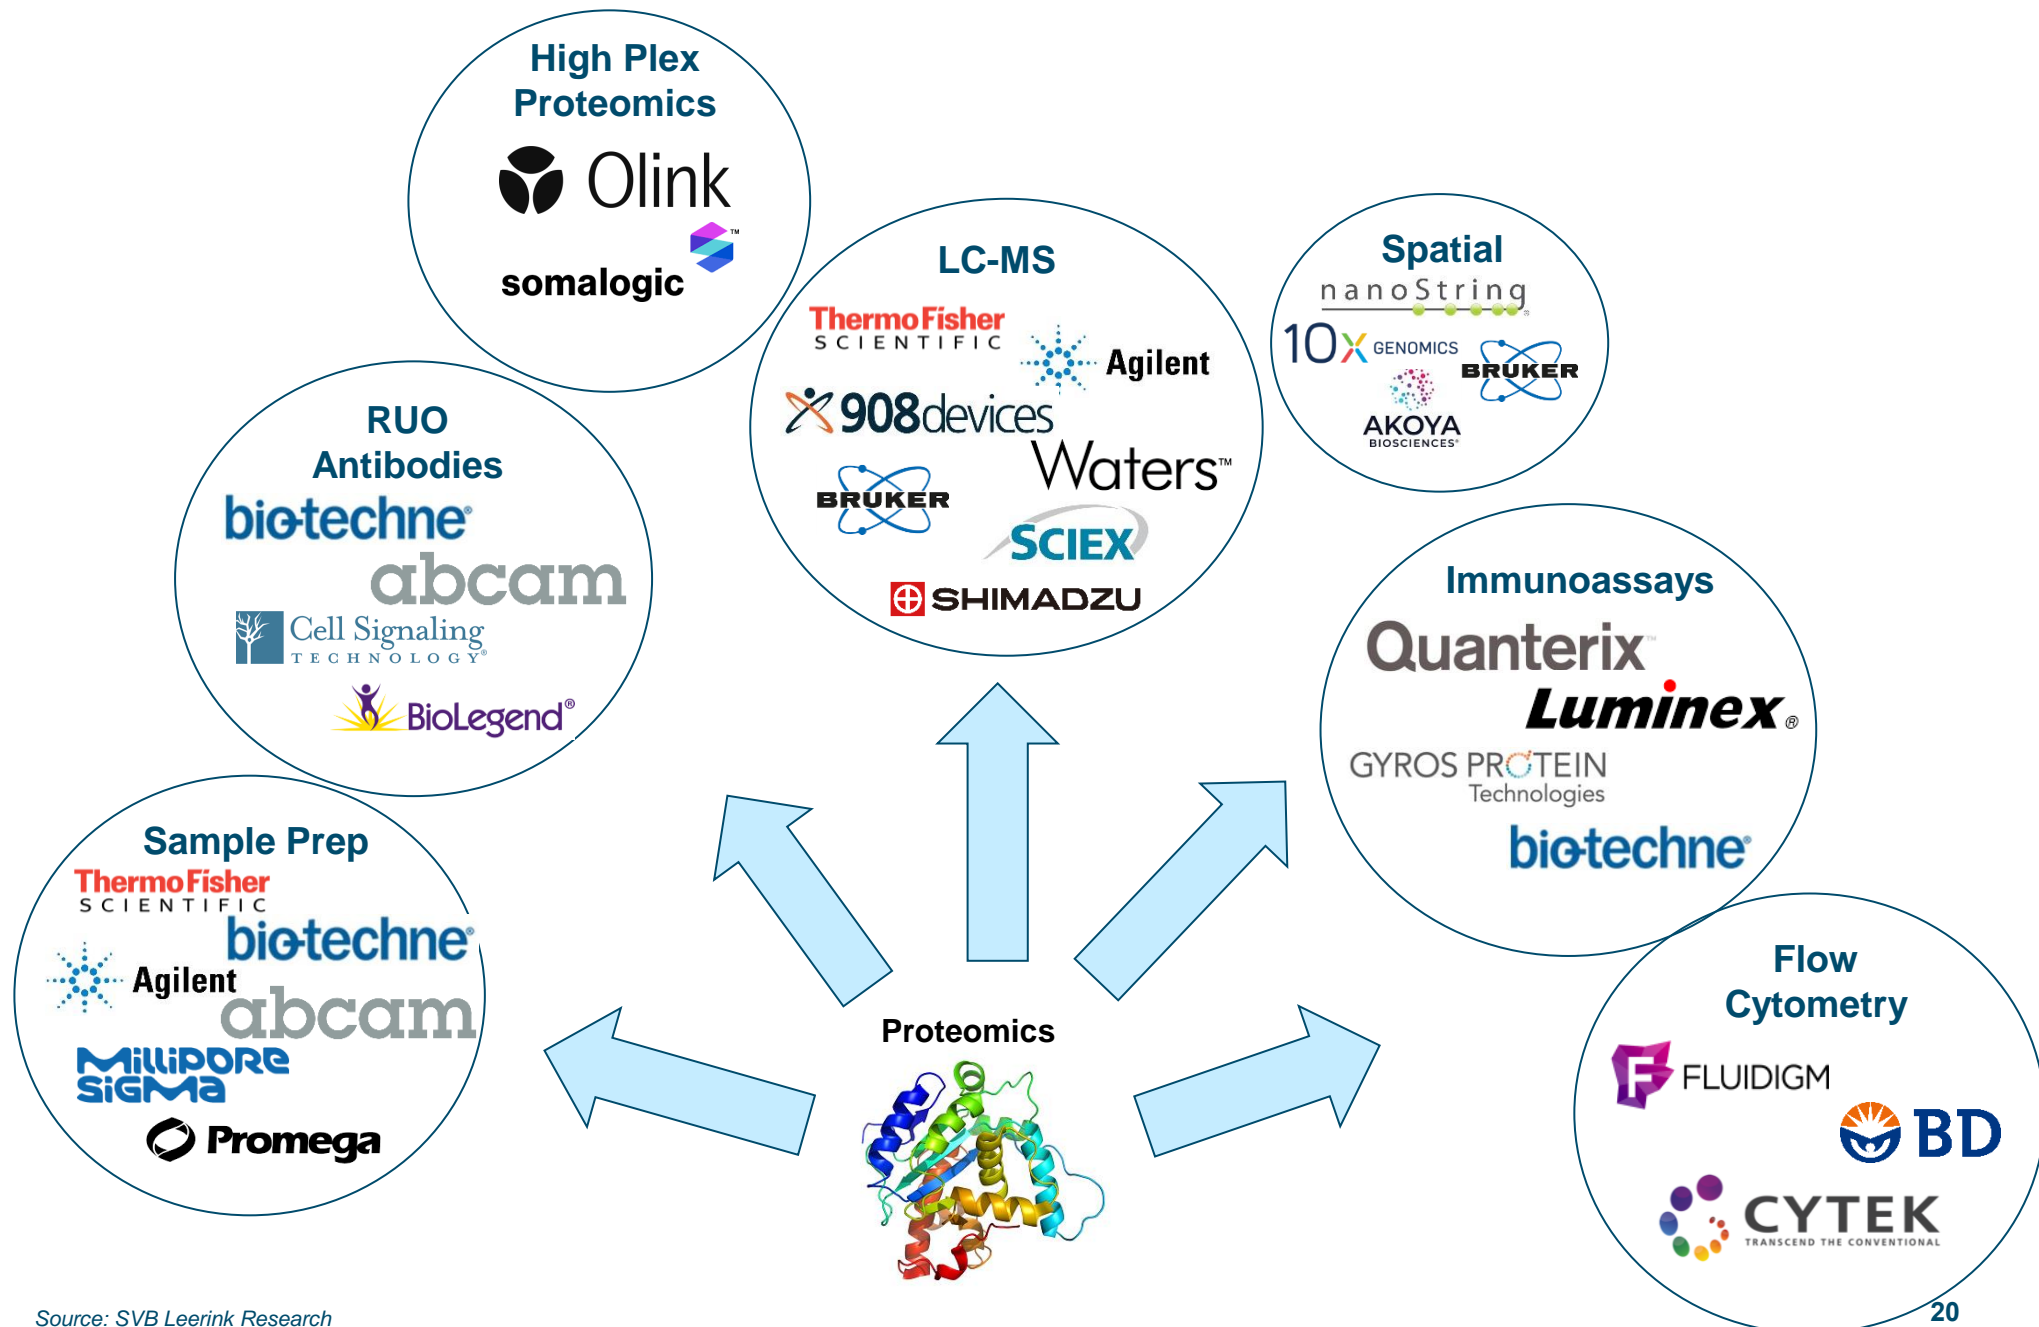 High Plex
Proteomics
Olink
somalogic ™
LC-MS
ThermoFisher
SCIENTIFIC
Agilent
908devices
Waters™
BRUKER
SCIEX
SHIMADZU
Spatial
nanoString®
10X GENOMICS
BRUKER
AKOYA
BIOSCIENCES®
RUO
Antibodies
bio-techne®
abcam
Cell Signaling
TECHNOLOGY®
BioLegend®
Immunoassays
Quanterix™
Luminex®
GYROS PROTEIN
Technologies
bio-techne®
Sample Prep
ThermoFisher
SCIENTIFIC
bio-techne®
Agilent
abcam
Millipore
Sigma
Promega
Flow
Cytometry
FLUIDIGM
BD
CYTEK
TRANSCEND THE CONVENTIONAL
Proteomics
Source: SVB Leerink Research
20